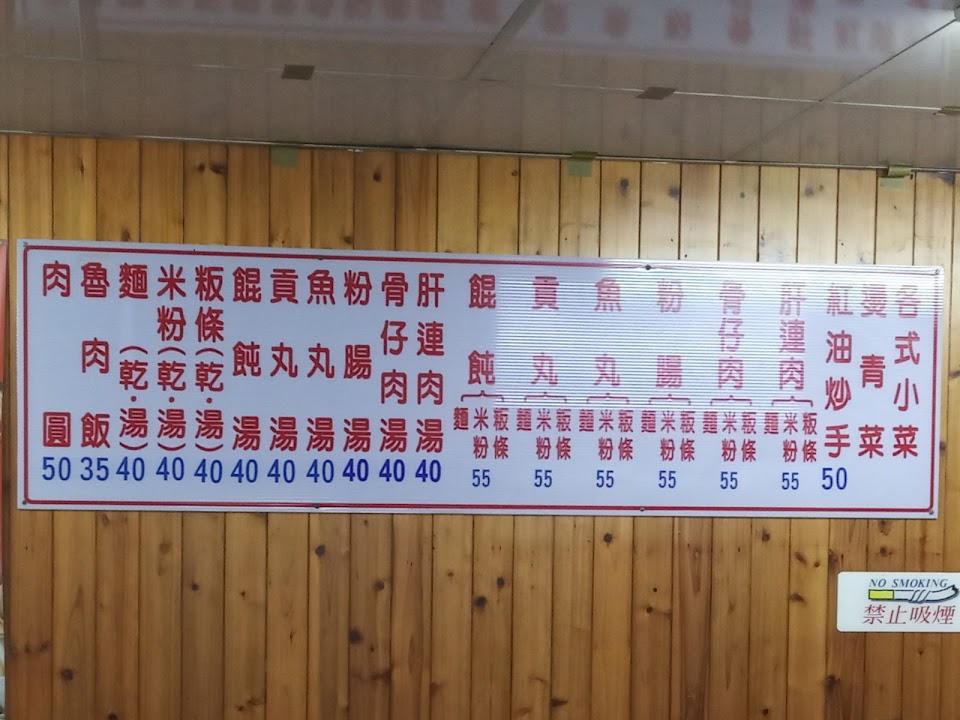 肉圓 50
魯肉飯 35
麵(乾.湯) 40
米粉(乾.湯) 40
粄條(乾.湯) 40
餛飩湯 40
貢丸湯 40
魚丸湯 40
粉腸湯 40
骨仔肉湯 40
肝連肉湯 40
餛飩{麵 米粉 粄條 55
貢丸{麵 米粉 粄條 55
魚丸{麵 米粉 粄條 55
粉腸{麵 米粉 粄條 55
骨仔肉{麵 米粉 粄條 55
肝連肉{麵 米粉 粄條 55
紅油炒手 50
燙青菜
各式小菜
NO SMOKING
禁止吸煙